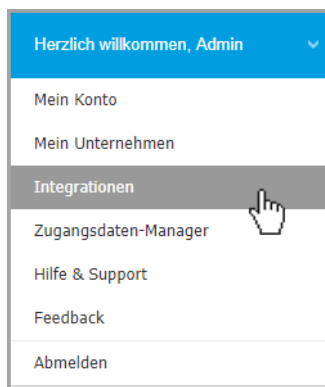 Herzlich willkommen, Admin
Mein Konto
Mein Unternehmen
Integrationen
Zugangsdaten-Manager
Hilfe & Support
Feedback
Abmelden